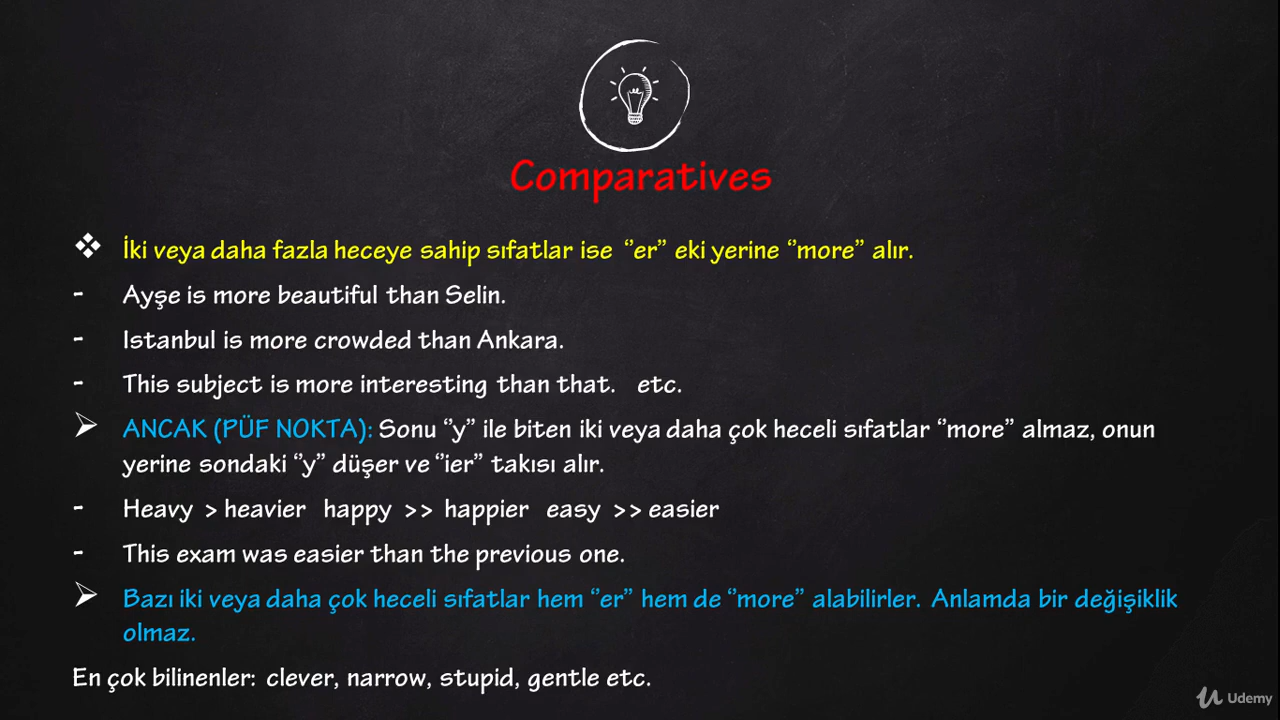 Comparatives
❖ İki veya daha fazla heceye sahip sıfatlar ise ‘’er’’ eki yerine ‘’more’’ alır.
- Ayşe is more beautiful than Selin.
- Istanbul is more crowded than Ankara.
- This subject is more interesting than that. etc.
➢ ANCAK (PÜF NOKTA): Sonu ‘’y’’ ile biten iki veya daha çok heceli sıfatlar ‘’more’’ almaz, onun
yerine sondaki ‘’y’’ düşer ve ‘’ier’’ takısı alır.
- Heavy > heavier happy >> happier easy >> easier
- This exam was easier than the previous one.
➢ Bazı iki veya daha çok heceli sıfatlar hem ‘’er’’ hem de ‘’more’’ alabilirler. Anlamda bir değişiklik
olmaz.
En çok bilinenler: clever, narrow, stupid, gentle etc.
Udemy